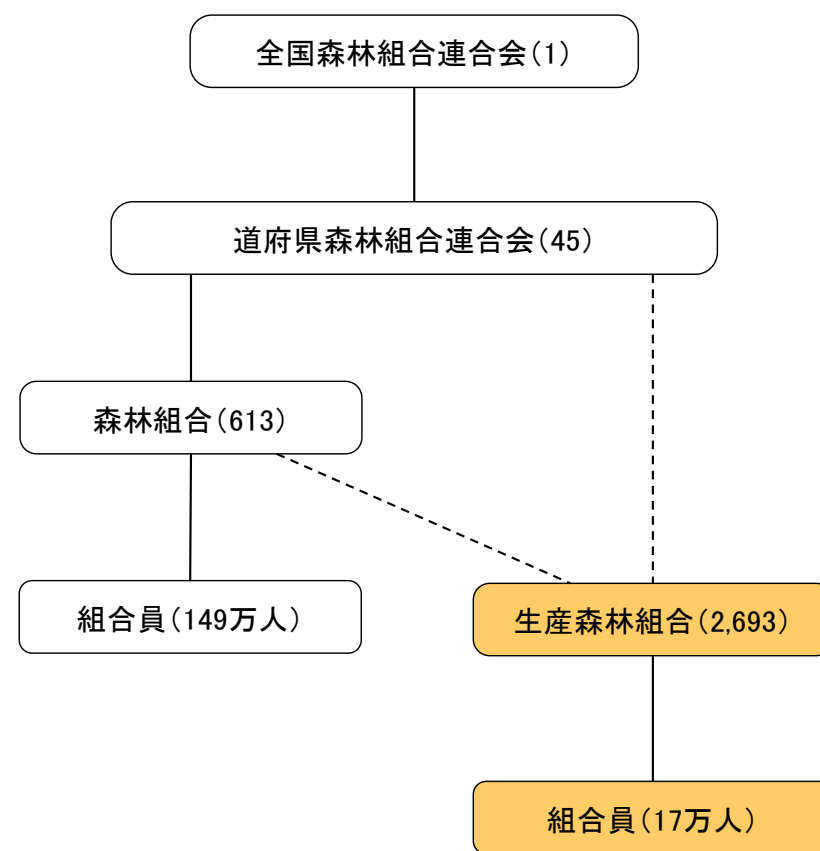 全国森林組合連合会（1）
道府県森林組合連合会（45）
森林組合（613）
組合員（149万人）
生産森林組合（2,693）
組合員（17万人）